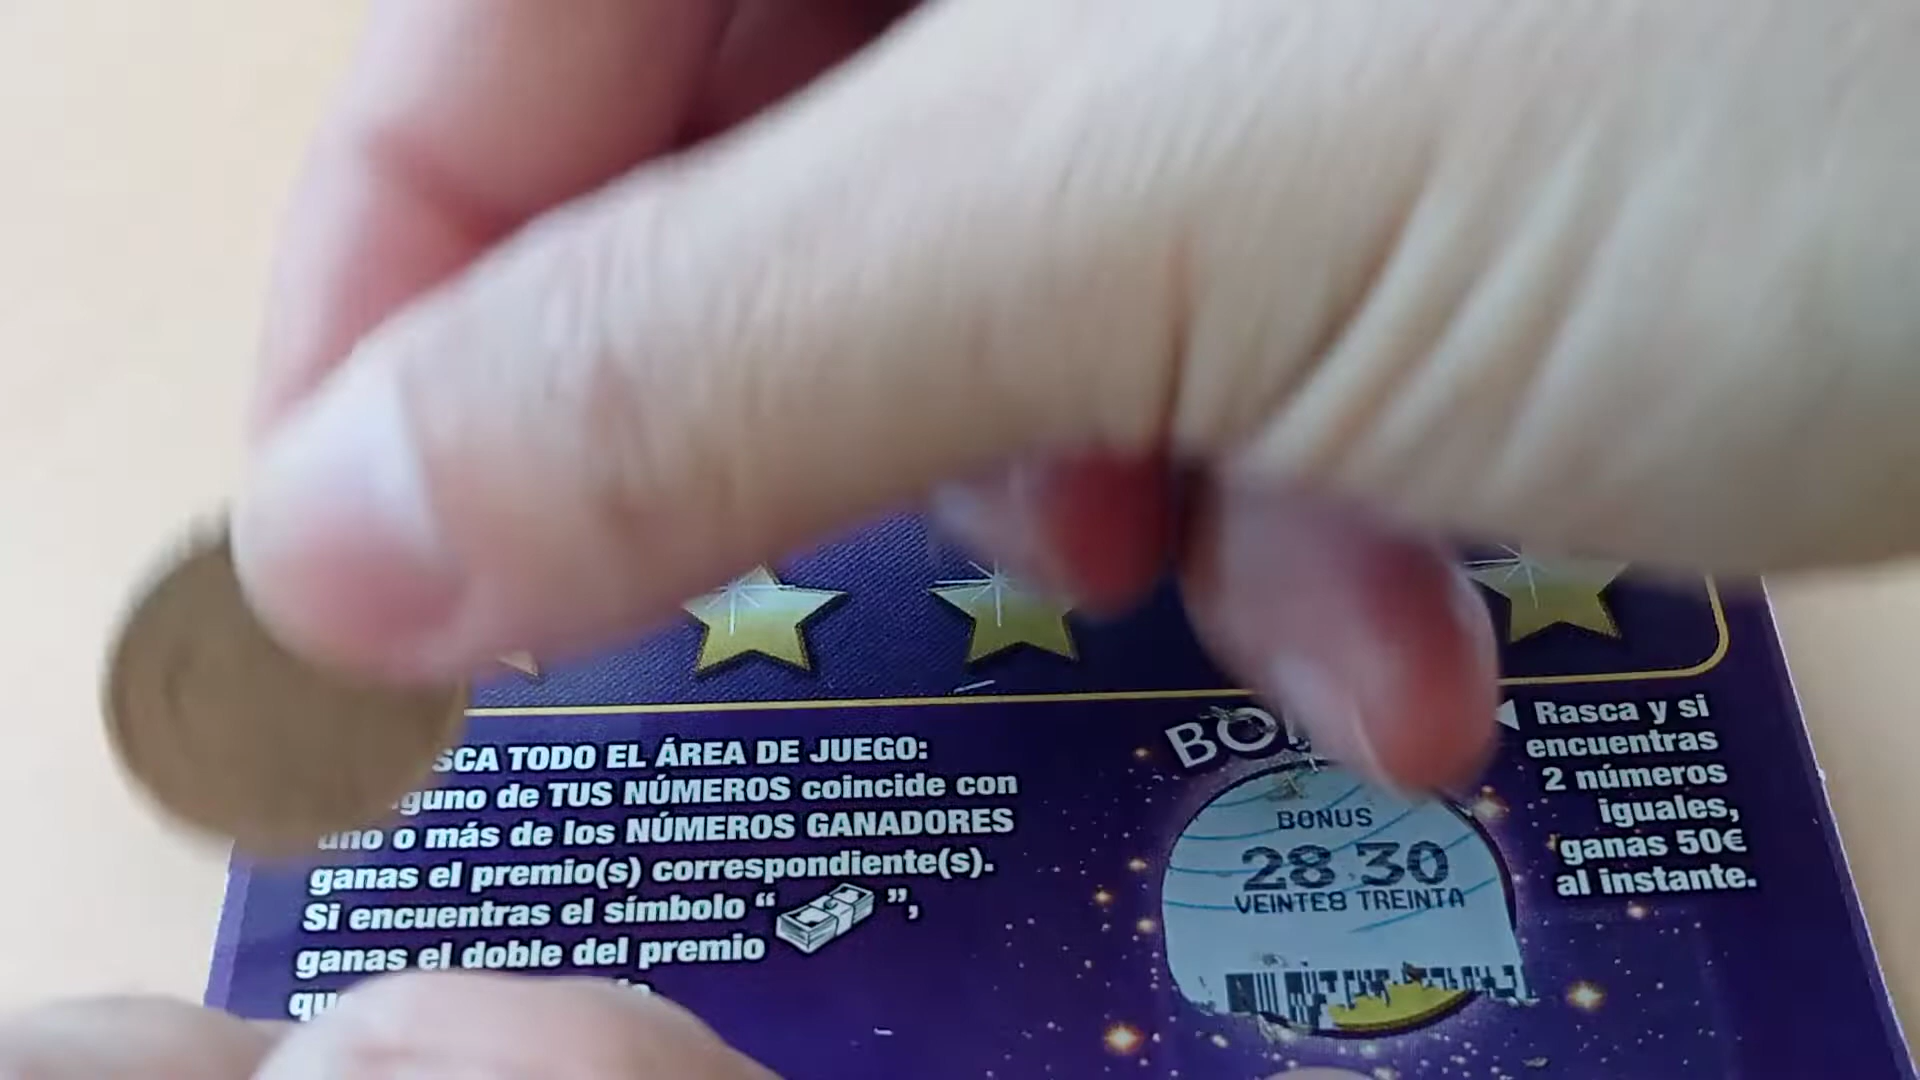 SCA TODO EL ÁREA DE JUEGO:
guno de TUS NÚMEROS coincide con
uno o más de los NÚMEROS GANADORES
ganas el premio(s) correspondiente(s).
Si encuentras el símbolo “ ”,
ganas el doble del premio
BONUS
28 30
VEINTE8 TREINTA
Rasca y si
encuentras
2 números
iguales,
ganas 50€
al instante.